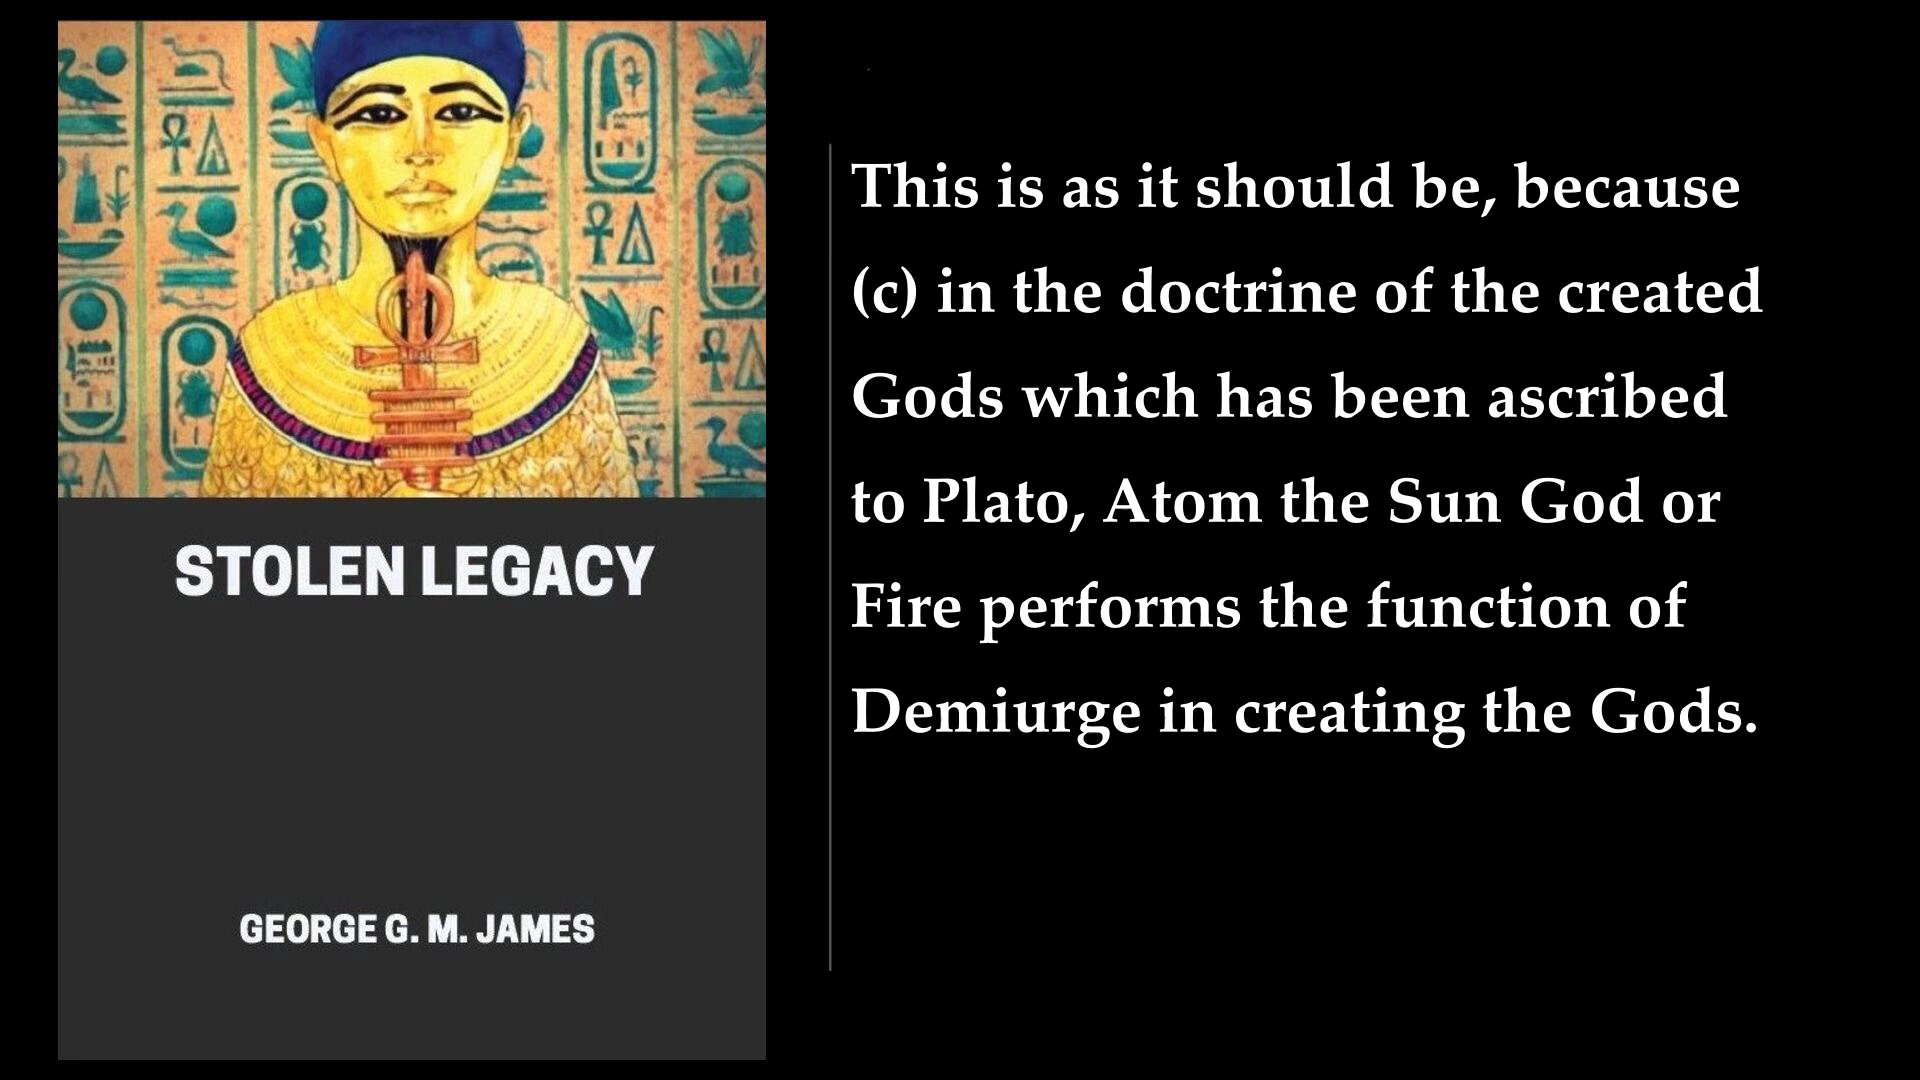 STOLEN LEGACY
GEORGE G. M. JAMES
This is as it should be, because
(c) in the doctrine of the created
Gods which has been ascribed
to Plato, Atom the Sun God or
Fire performs the function of
Demiurge in creating the Gods.